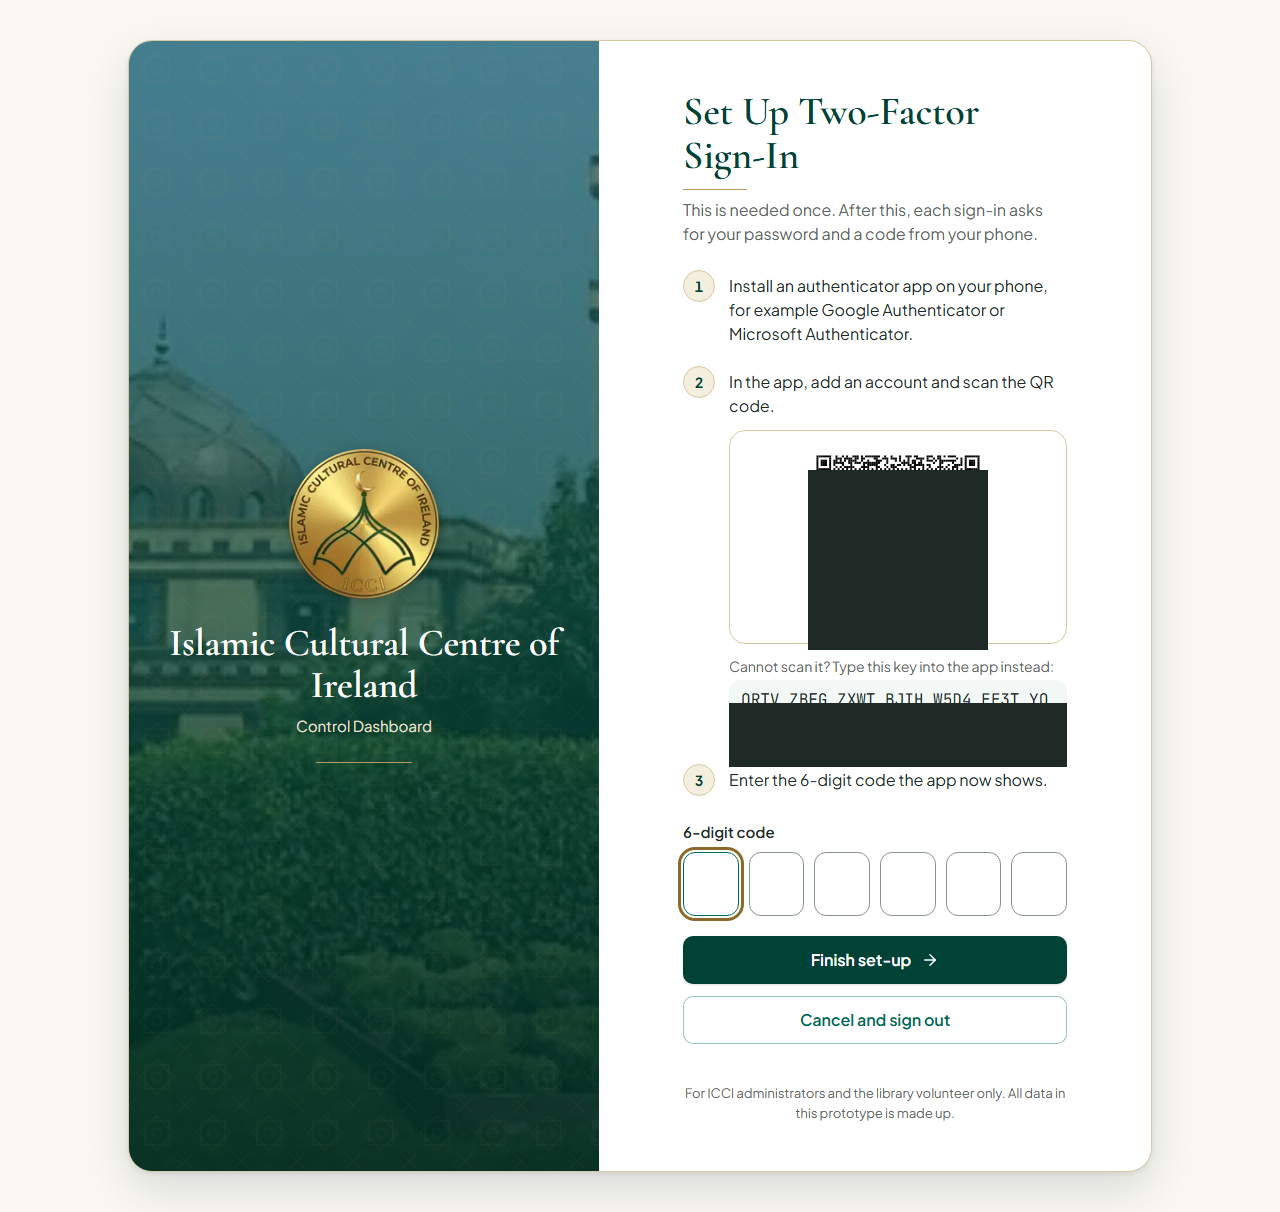 Set Up Two-Factor
Sign-In
This is needed once. After this, each sign-in asks
for your password and a code from your phone.
1 Install an authenticator app on your phone,
for example Google Authenticator or
Microsoft Authenticator.
2 In the app, add an account and scan the QR
code.
Cannot scan it? Type this key into the app instead:
3 Enter the 6-digit code the app now shows.
6-digit code
Finish set-up →
Cancel and sign out
For ICCI administrators and the library volunteer only. All data in
this prototype is made up.
ISLAMIC CULTURAL CENTRE OF IRELAND
ICCI
Islamic Cultural Centre of
Ireland
Control Dashboard